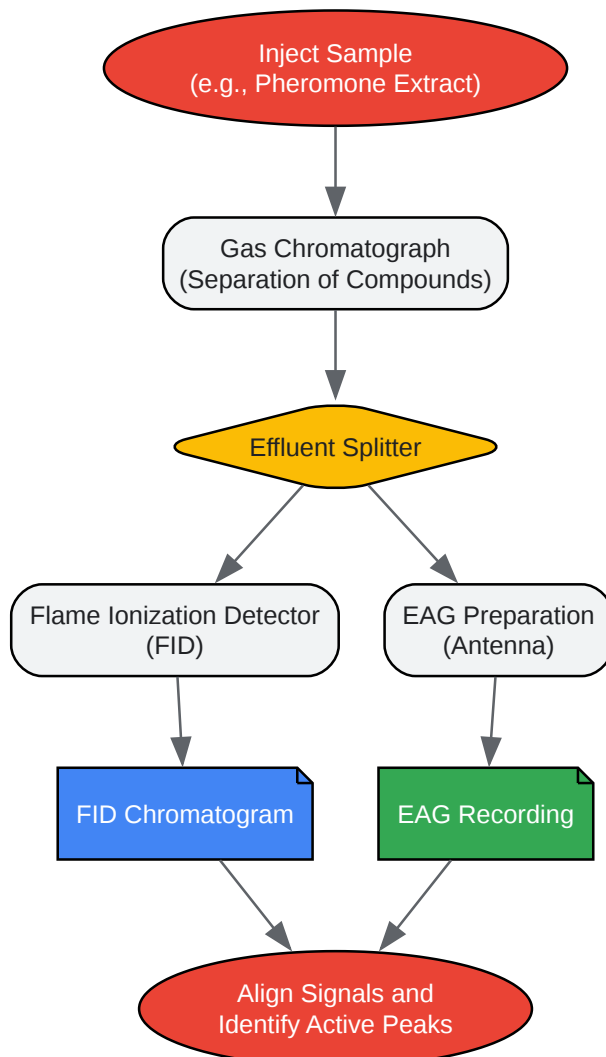 Inject Sample
(e.g., Pheromone Extract)
Gas Chromatograph
(Separation of Compounds)
Effluent Splitter
Flame Ionization Detector
(FID)
EAG Preparation
(Antenna)
FID Chromatogram
EAG Recording
Align Signals and
Identify Active Peaks